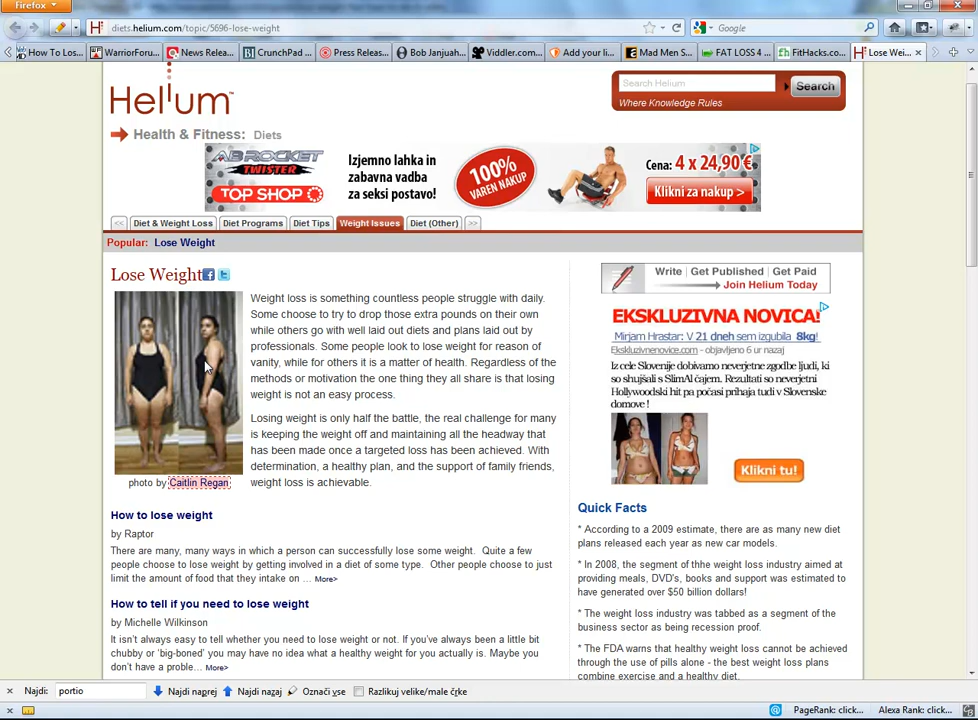 Firefox
diets.helium.com/topic/5696-lose-weight
Google
How To Los...
WarriorForu...
News Relea...
CrunchPad ...
Press Releas...
Bob Janjuah...
Viddler.com...
Add your li...
Mad Men S...
FAT LOSS 4 ...
FitHacks.co...
Lose Wei...
Helium™
Search Helium
Search
Where Knowledge Rules
Health & Fitness: Diets
AB ROCKET
TWISTER
TOP SHOP
Izjemno lahka in
zabavna vadba
za seksi postavo!
100%
VAREN NAKUP
Cena: 4 x 24,90 €
Klikni za nakup >
<< Diet & Weight Loss Diet Programs Diet Tips Weight Issues Diet (Other) >>
Popular: Lose Weight
Lose Weight
Weight loss is something countless people struggle with daily.
Some choose to try to drop those extra pounds on their own
while others go with well laid out diets and plans laid out by
professionals. Some people look to lose weight for reason of
vanity, while for others it is a matter of health. Regardless of the
methods or motivation the one thing they all share is that losing
weight is not an easy process.
Losing weight is only half the battle, the real challenge for many
is keeping the weight off and maintaining all the headway that
has been made once a targeted loss has been achieved. With
determination, a healthy plan, and the support of family friends,
weight loss is achievable.
photo by Caitlin Regan
How to lose weight
by Raptor
There are many, many ways in which a person can successfully lose some weight. Quite a few
people choose to lose weight by getting involved in a diet of some type. Other people choose to just
limit the amount of food that they intake on ... More>
How to tell if you need to lose weight
by Michelle Wilkinson
It isn't always easy to tell whether you need to lose weight or not. If you've always been a little bit
chubby or 'big-boned' you may have no idea what a healthy weight for you actually is. Maybe you
don't have a proble... More>
Write | Get Published | Get Paid
Join Helium Today
EKSKLUZIVNA NOVICA!
Mirjam Hrastar: V 21 dneh sem izgubila 8kg!
Ekskluzivnenovice.com - objavljeno 6 ur nazaj
Iz cele Slovenije dobivamo neverjetne zgodbe ljudi, ki
so shujšali s SlimAl čajem. Rezultati so neverjetni
Hollywoodski hit pa počasi prihaja tudi v Slovenske
domove !
Klikni tu!
Quick Facts
* According to a 2009 estimate, there are as many new diet
plans released each year as new car models.
* In 2008, the segment of thhe weight loss industry aimed at
providing meals, DVD's, books and support was estimated to
have generated over $50 billion dollars!
* The weight loss industry was tabbed as a segment of the
business sector as being recession proof.
* The FDA warns that healthy weight loss cannot be achieved
through the use of pills alone - the best weight loss plans
combine exercise and a healthy diet.
Najdi: portio
Najdi naprej
Najdi nazaj
Označi vse
Razlikuj velike/male črke
PageRank: click...
Alexa Rank: click...